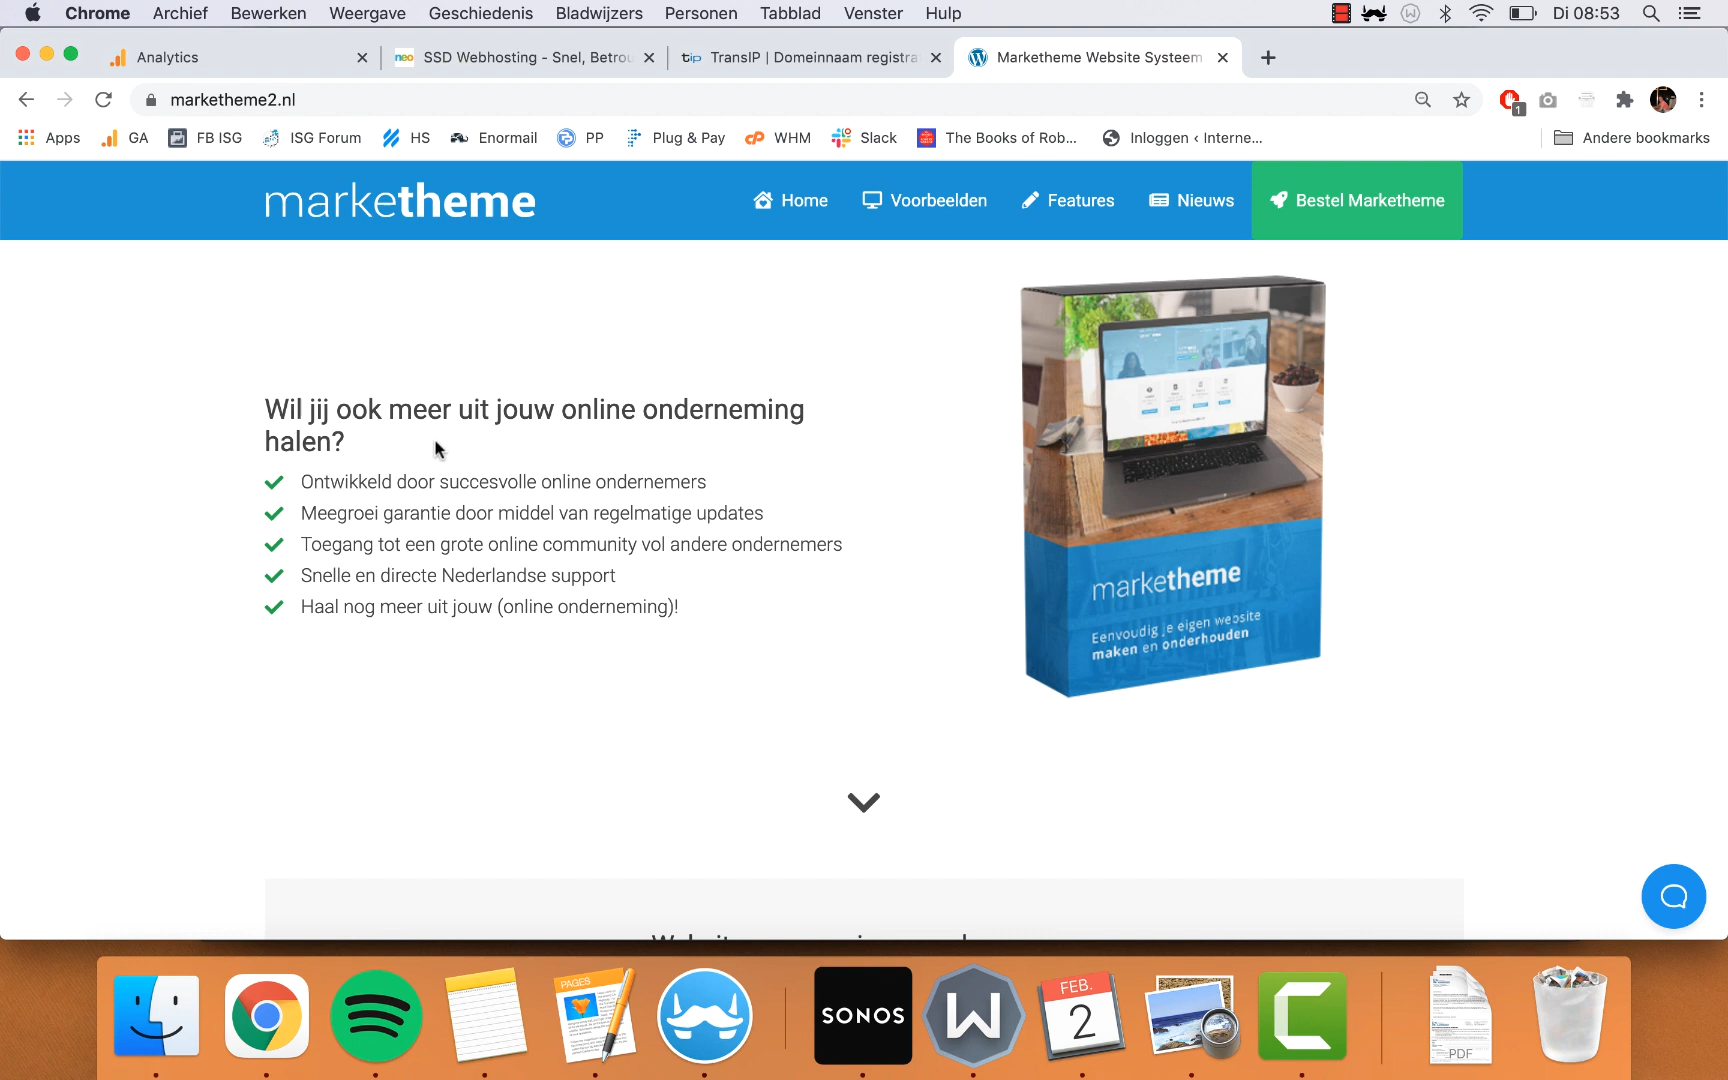 Chrome Archief Bewerken Weergave Geschiedenis Bladwijzers Personen Tabblad Venster Hulp Di 08:53
Analytics
neo SSD Webhosting - Snel, Betrou
tip TransIP | Domeinnaam registra
Marketheme Website Systeem
marketheme2.nl
1
Apps GA FB ISG ISG Forum HS Enormail PP Plug & Pay WHM Slack The Books of Rob... Inloggen ‹ Interne... Andere bookmarks
marketheme
Home Voorbeelden Features Nieuws Bestel Marketheme
Wil jij ook meer uit jouw online onderneming
halen?
Ontwikkeld door succesvolle online ondernemers
Meegroei garantie door middel van regelmatige updates
Toegang tot een grote online community vol andere ondernemers
Snelle en directe Nederlandse support
Haal nog meer uit jouw (online onderneming)!
marketheme
Eenvoudig je eigen website
maken en onderhouden
PAGES
SONOS
W
FEB.
2
C
PDF